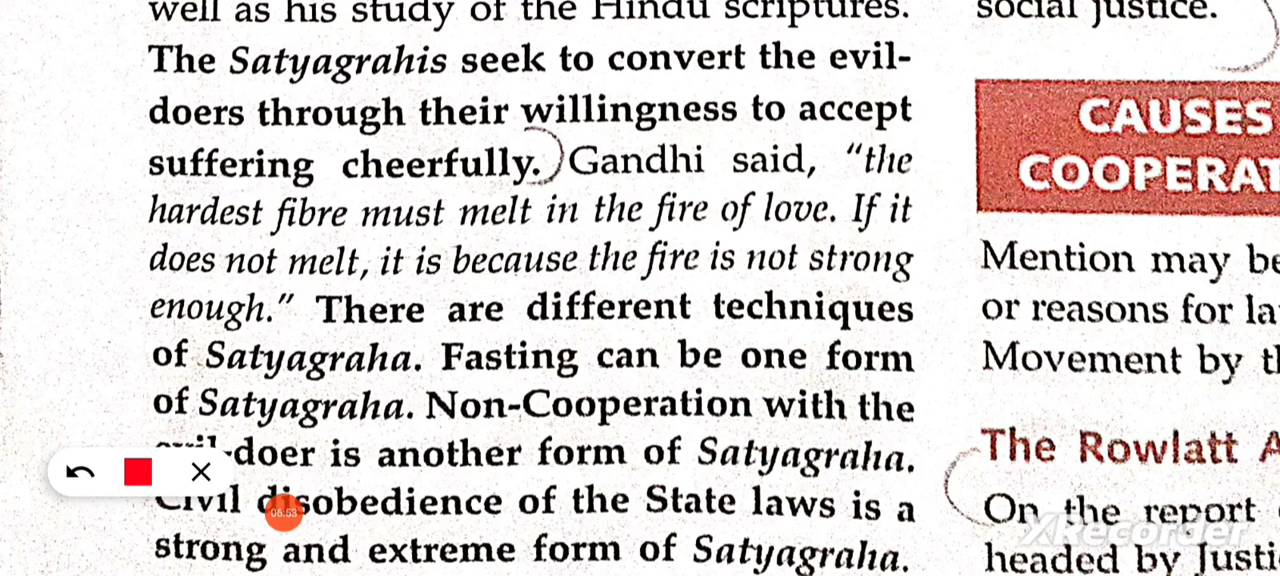 well as his study of the Hindu scriptures.
The Satyagrahis seek to convert the evil-
doers through their willingness to accept
suffering cheerfully. Gandhi said, "the
hardest fibre must melt in the fire of love. If it
does not melt, it is because the fire is not strong
enough." There are different techniques
of Satyagraha. Fasting can be one form
of Satyagraha. Non-Cooperation with the
-doer is another form of Satyagraha.
Civil disobedience of the State laws is a
strong and extreme form of Satyagraha.
social justice.
CAUSES
COOPERAT
Mention may be
or reasons for la
Movement by th
The Rowlatt A
On the report
headed by Justi
06:53
XRecorder